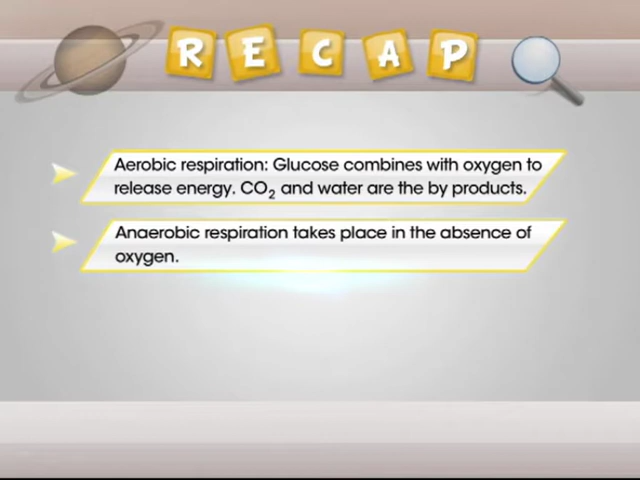 RECAP
Aerobic respiration: Glucose combines with oxygen to
release energy. CO₂ and water are the by products.
Anaerobic respiration takes place in the absence of
oxygen.